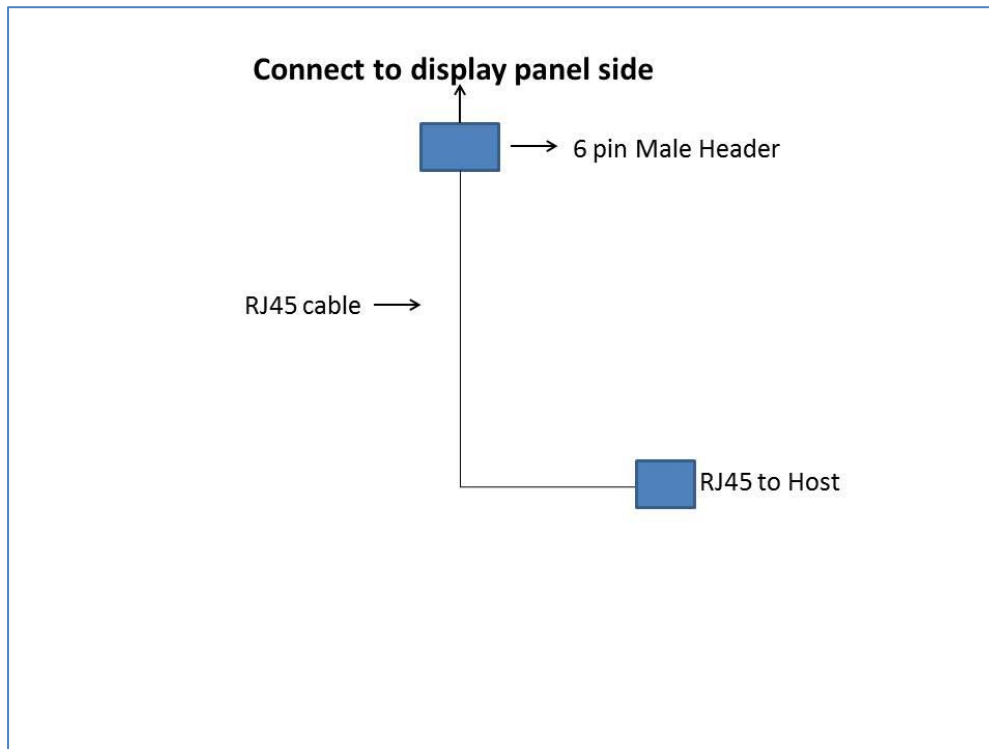 Connect to display panel side
6 pin Male Header
RJ45 cable
RJ45 to Host